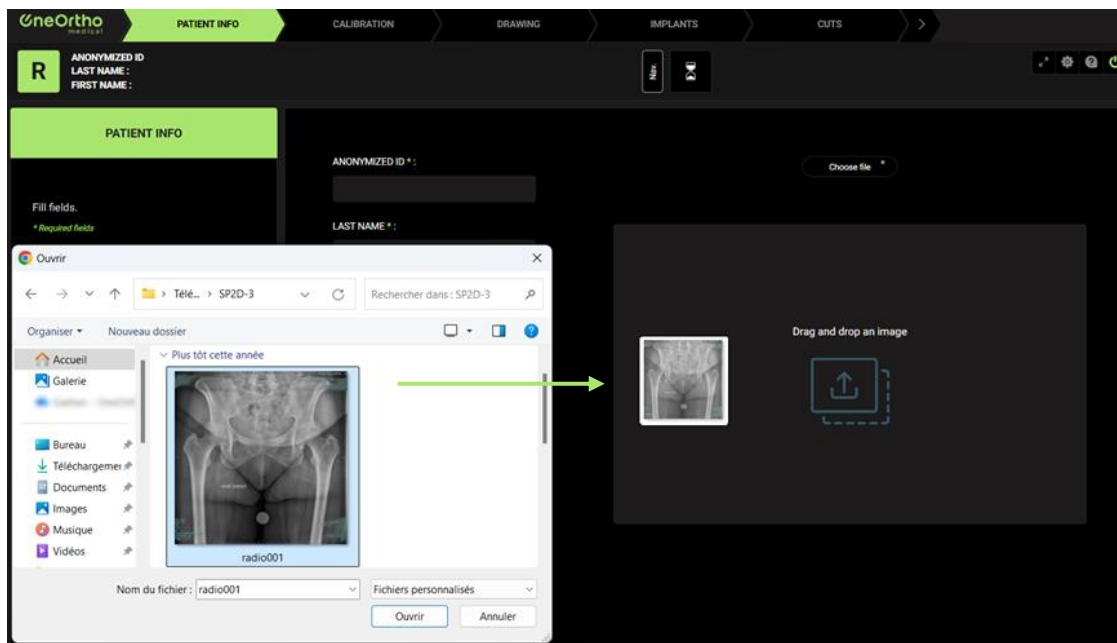 OneOrtho
medical
PATIENT INFO
CALIBRATION
DRAWING
IMPLANTS
CUTS
R
ANONYMIZED ID
LAST NAME :
FIRST NAME :
Nav.
PATIENT INFO
Fill fields.
* Required fields
ANONYMIZED ID * :
LAST NAME * :
Choose file *
Drag and drop an image
Ouvrir
Télé... > SP2D-3
Rechercher dans : SP2D-3
Organiser
Nouveau dossier
Accueil
Galerie
Bureau
Téléchargemer
Documents
Images
Musique
Vidéos
Plus tôt cette année
radio001
Nom du fichier : radio001
Fichiers personnalisés
Ouvrir
Annuler